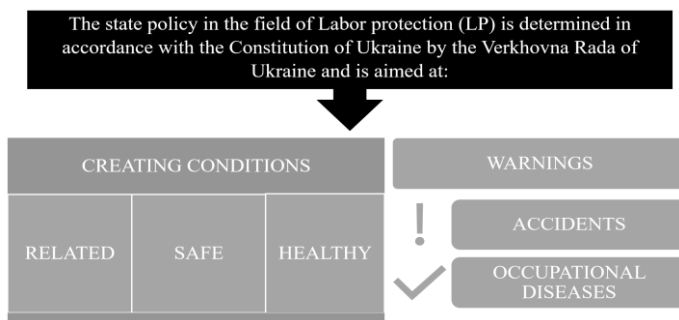 The state policy in the field of Labor protection (LP) is determined in
accordance with the Constitution of Ukraine by the Verkhovna Rada of
Ukraine and is aimed at:
CREATING CONDITIONS
RELATED
SAFE
HEALTHY
WARNINGS
!
ACCIDENTS
OCCUPATIONAL
DISEASES